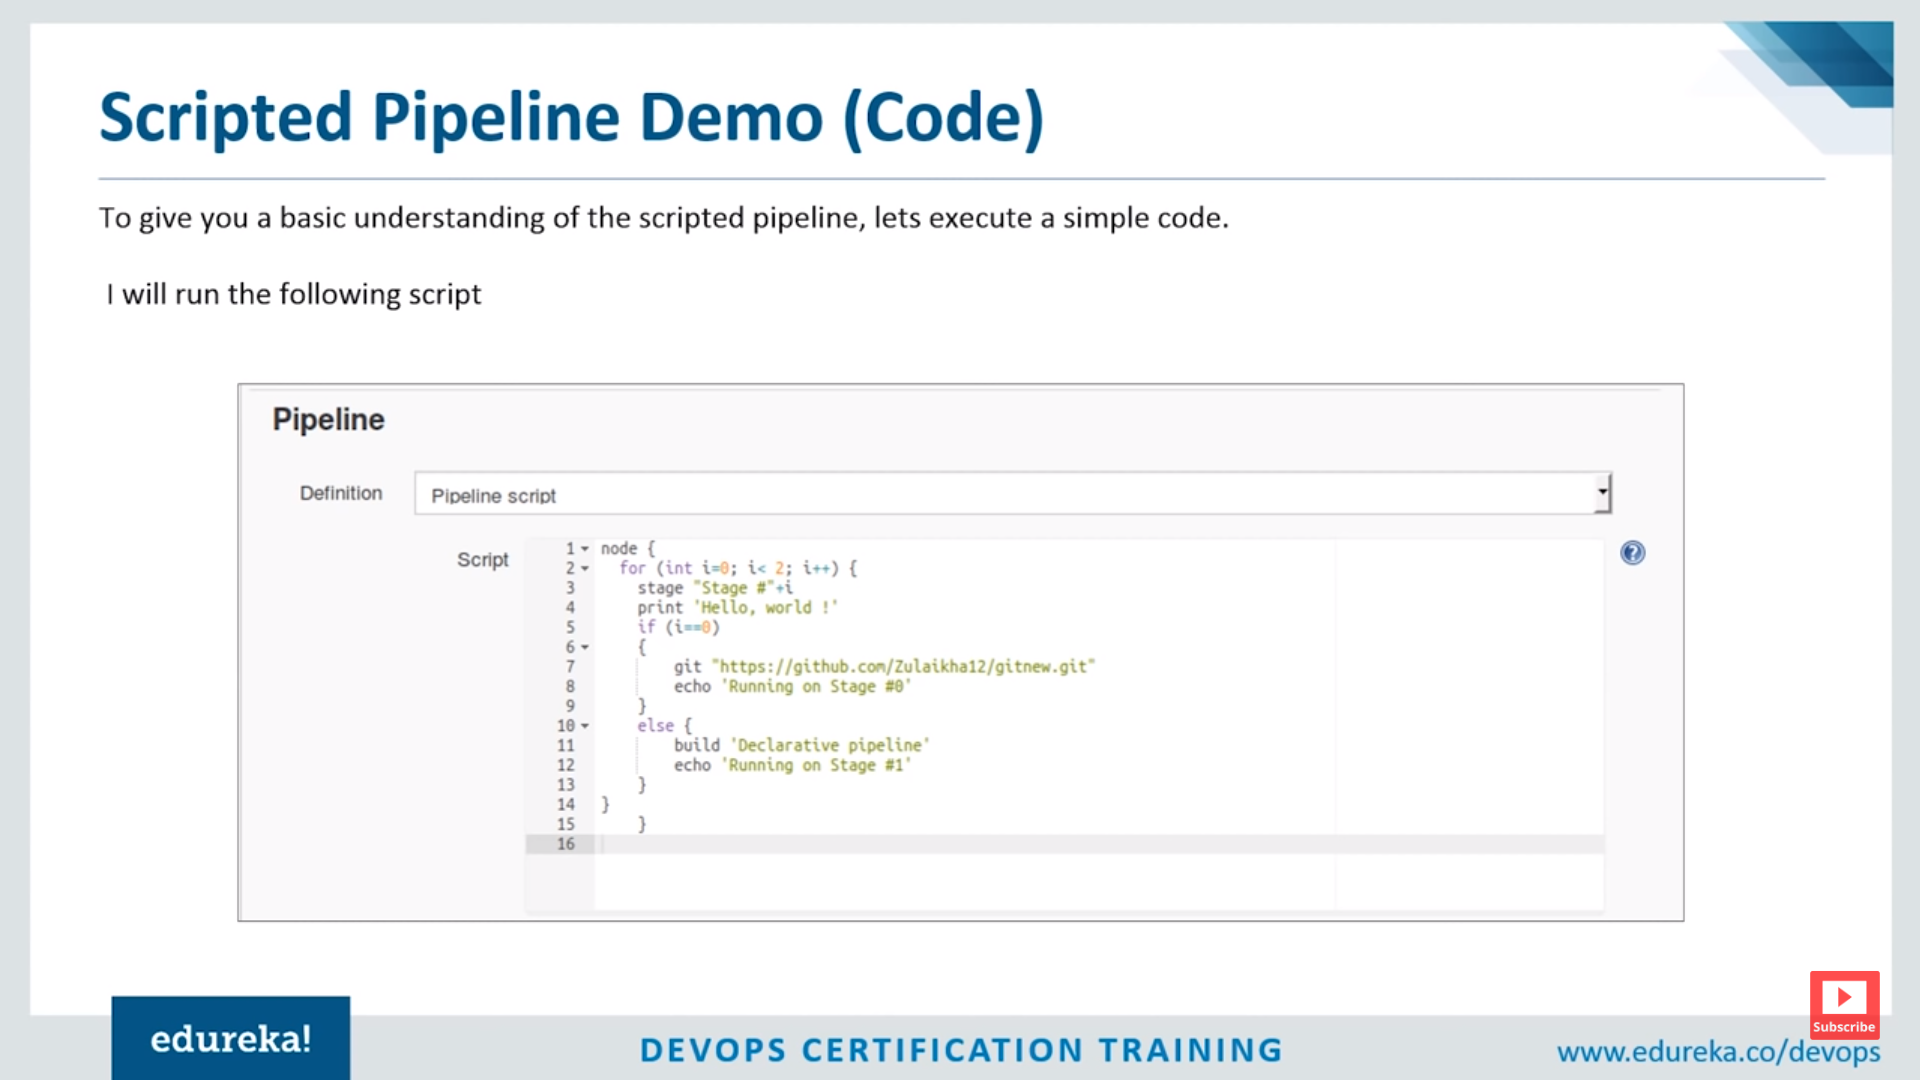 Scripted Pipeline Demo (Code)
To give you a basic understanding of the scripted pipeline, lets execute a simple code.
I will run the following script
Pipeline
Definition
Pipeline script
Script
1 node {
2 for (int i=0; i< 2; i++) {
3 stage "Stage #"+i
4 print 'Hello, world !'
5 if (i==0)
6 {
7 git "https://github.com/Zulaikha12/gitnew.git"
8 echo 'Running on Stage #0'
9 }
10 else {
11 build 'Declarative pipeline'
12 echo 'Running on Stage #1'
13 }
14 }
15 }
16
Subscribe
edureka!
DEVOPS CERTIFICATION TRAINING
www.edureka.co/devops